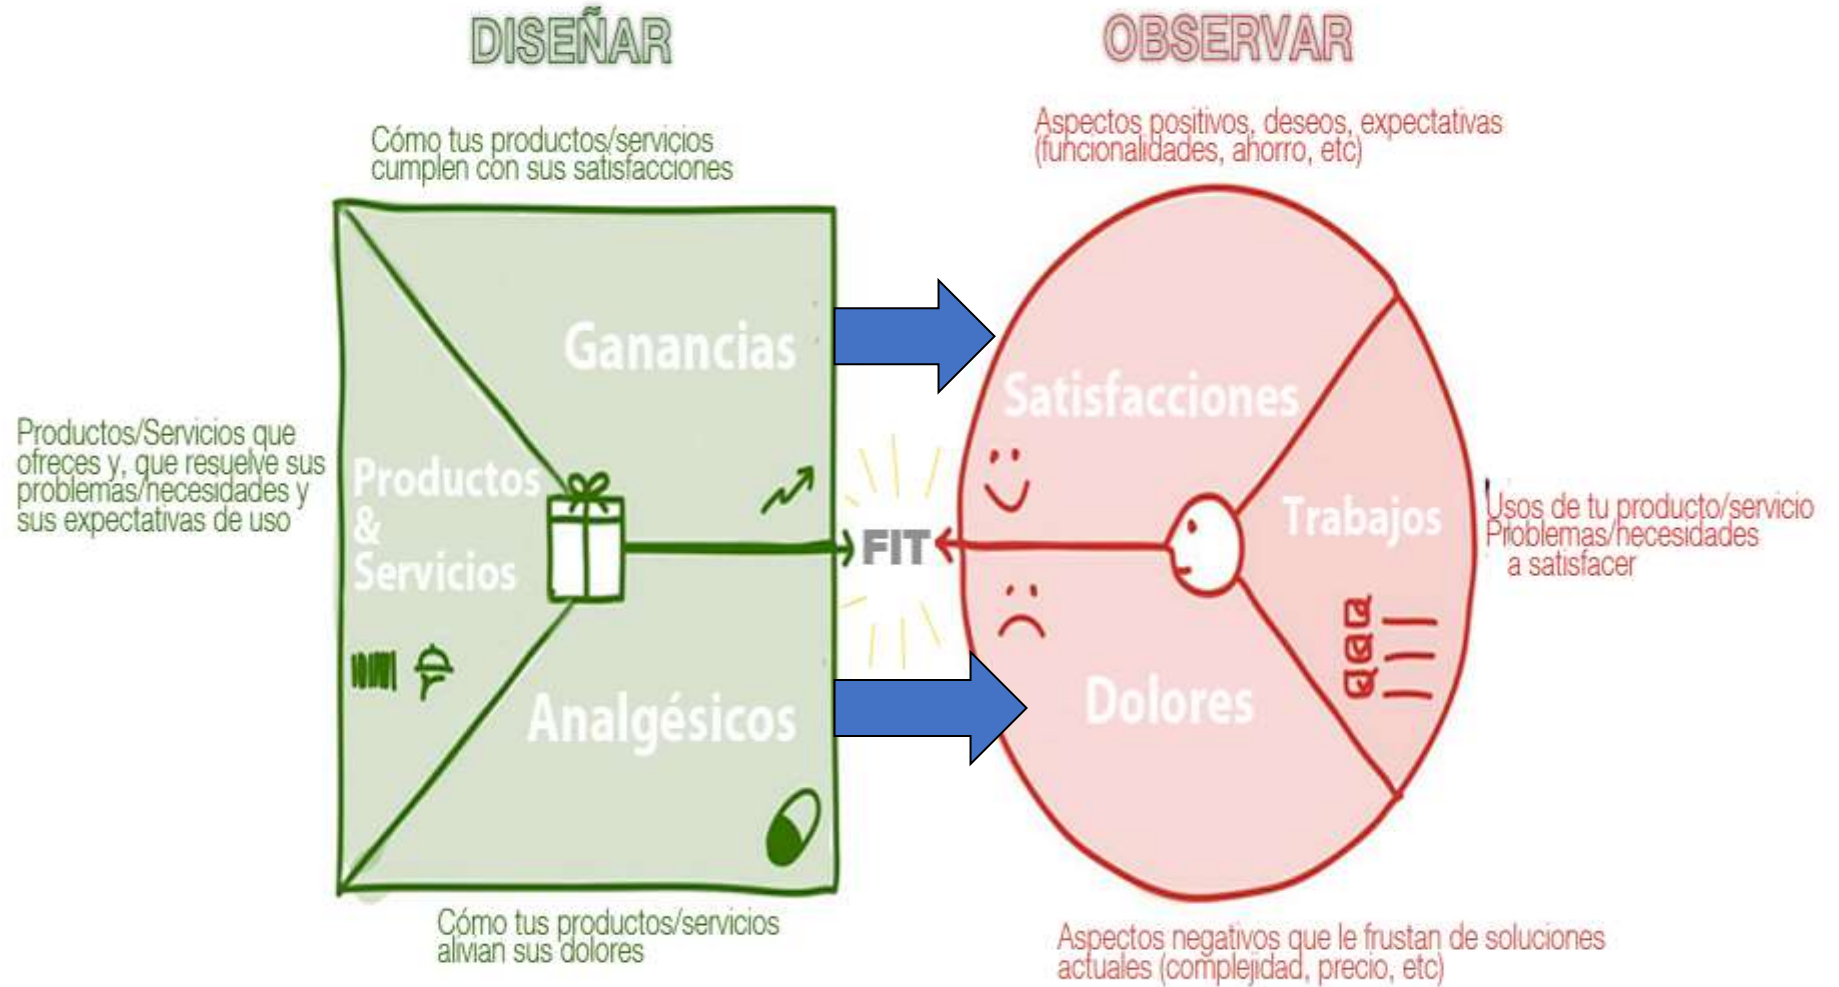 DISEÑAR
Cómo tus productos/servicios
cumplen con sus satisfacciones
Ganancias
Productos/Servicios que
ofreces y, que resuelve sus
problemas/necesidades y
sus expectativas de uso
Productos
&
Servicios
Analgésicos
Cómo tus productos/servicios
alivian sus dolores
FIT
OBSERVAR
Aspectos positivos, deseos, expectativas
(funcionalidades, ahorro, etc)
Satisfacciones
Trabajos
Usos de tu producto/servicio
Problemas/necesidades
a satisfacer
Dolores
Aspectos negativos que le frustan de soluciones
actuales (complejidad, precio, etc)